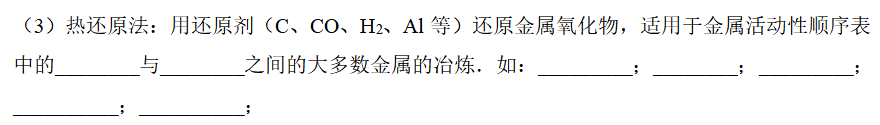 （3）热还原法：用还原剂（C、CO、H₂、Al 等）还原金属氧化物，适用于金属活动性顺序表
中的________与________之间的大多数金属的冶炼．如：_________；________；_________；
__________；__________；